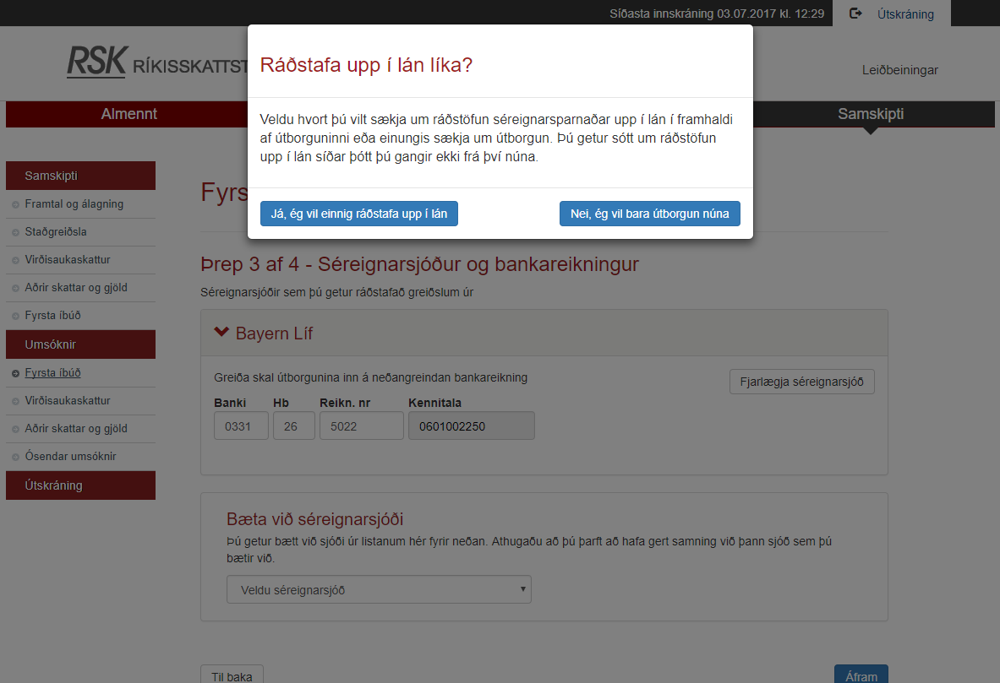 Síðasta innskráning 03.07.2017 kl. 12:29
Útskráning
RSK RÍKISSKATTST
Leiðbeiningar
Almennt
Samskipti
Ráðstafa upp í lán líka?
Veldu hvort þú vilt sækja um ráðstöfun séreignarsparnaðar upp í lán í framhaldi
af útborguninni eða einungis sækja um útborgun. Þú getur sótt um ráðstöfun
upp í lán síðar þótt þú gangir ekki frá því núna.
Já, ég vil einnig ráðstafa upp í lán
Nei, ég vil bara útborgun núna
Samskipti
Framtal og álagning
Staðgreiðsla
Virðisaukaskattur
Aðrir skattar og gjöld
Fyrsta íbúð
Umsóknir
Fyrsta íbúð
Virðisaukaskattur
Aðrir skattar og gjöld
Ósendar umsóknir
Útskráning
Fyrs
Þrep 3 af 4 - Séreignarsjóður og bankareikningur
Séreignarsjóðir sem þú getur ráðstafað greiðslum úr
Bayern Líf
Greiða skal útborgunina inn á neðangreindan bankareikning
Fjarlægja séreignarsjóð
Banki Hb Reikn. nr Kennitala
0331 26 5022 0601002250
Bæta við séreignarsjóði
Þú getur bætt við sjóði úr listanum hér fyrir neðan. Athugaðu að þú þarft að hafa gert samning við þann sjóð sem þú
bætir við.
Veldu séreignarsjóð
Til baka
Áfram